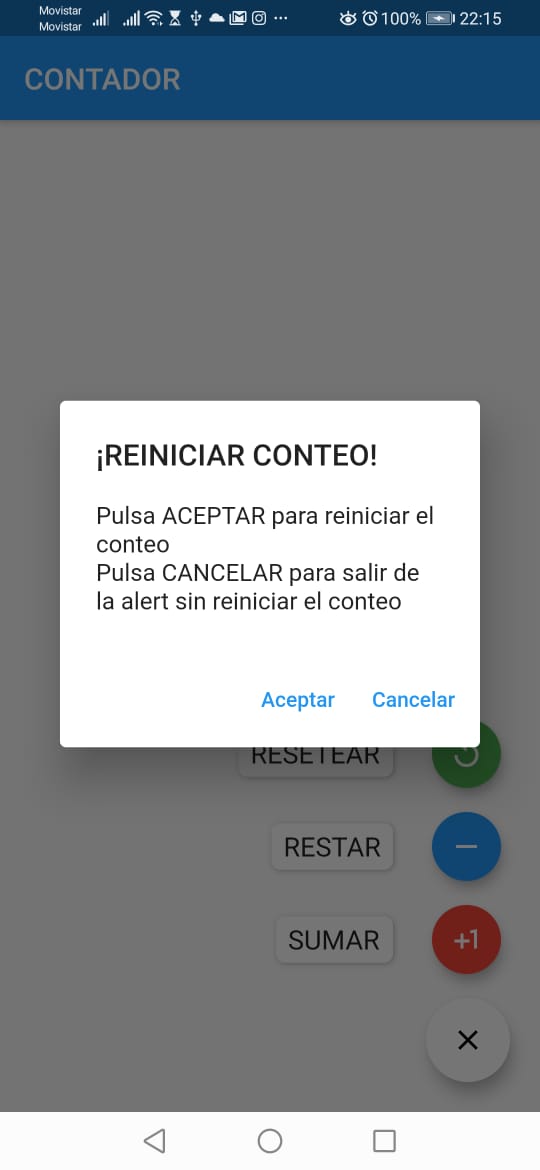 Movistar
Movistar
100%
22:15
CONTADOR
¡REINICIAR CONTEO!
Pulsa ACEPTAR para reiniciar el
conteo
Pulsa CANCELAR para salir de
la alert sin reiniciar el conteo
Aceptar Cancelar
RESETEAR
RESTAR
SUMAR +1